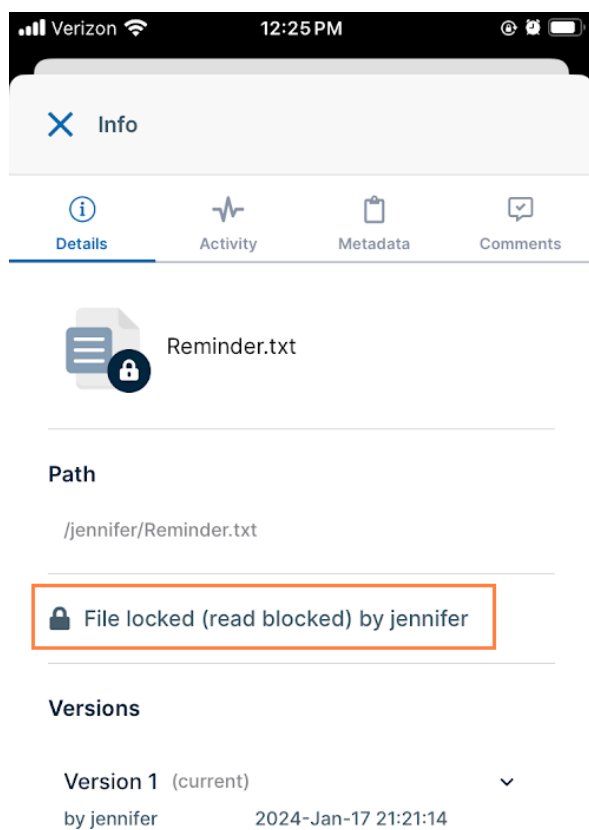 Verizon 12:25 PM
Info
Details Activity Metadata Comments
Reminder.txt
Path
/jennifer/Reminder.txt
File locked (read blocked) by jennifer
Versions
Version 1 (current)
by jennifer 2024-Jan-17 21:21:14